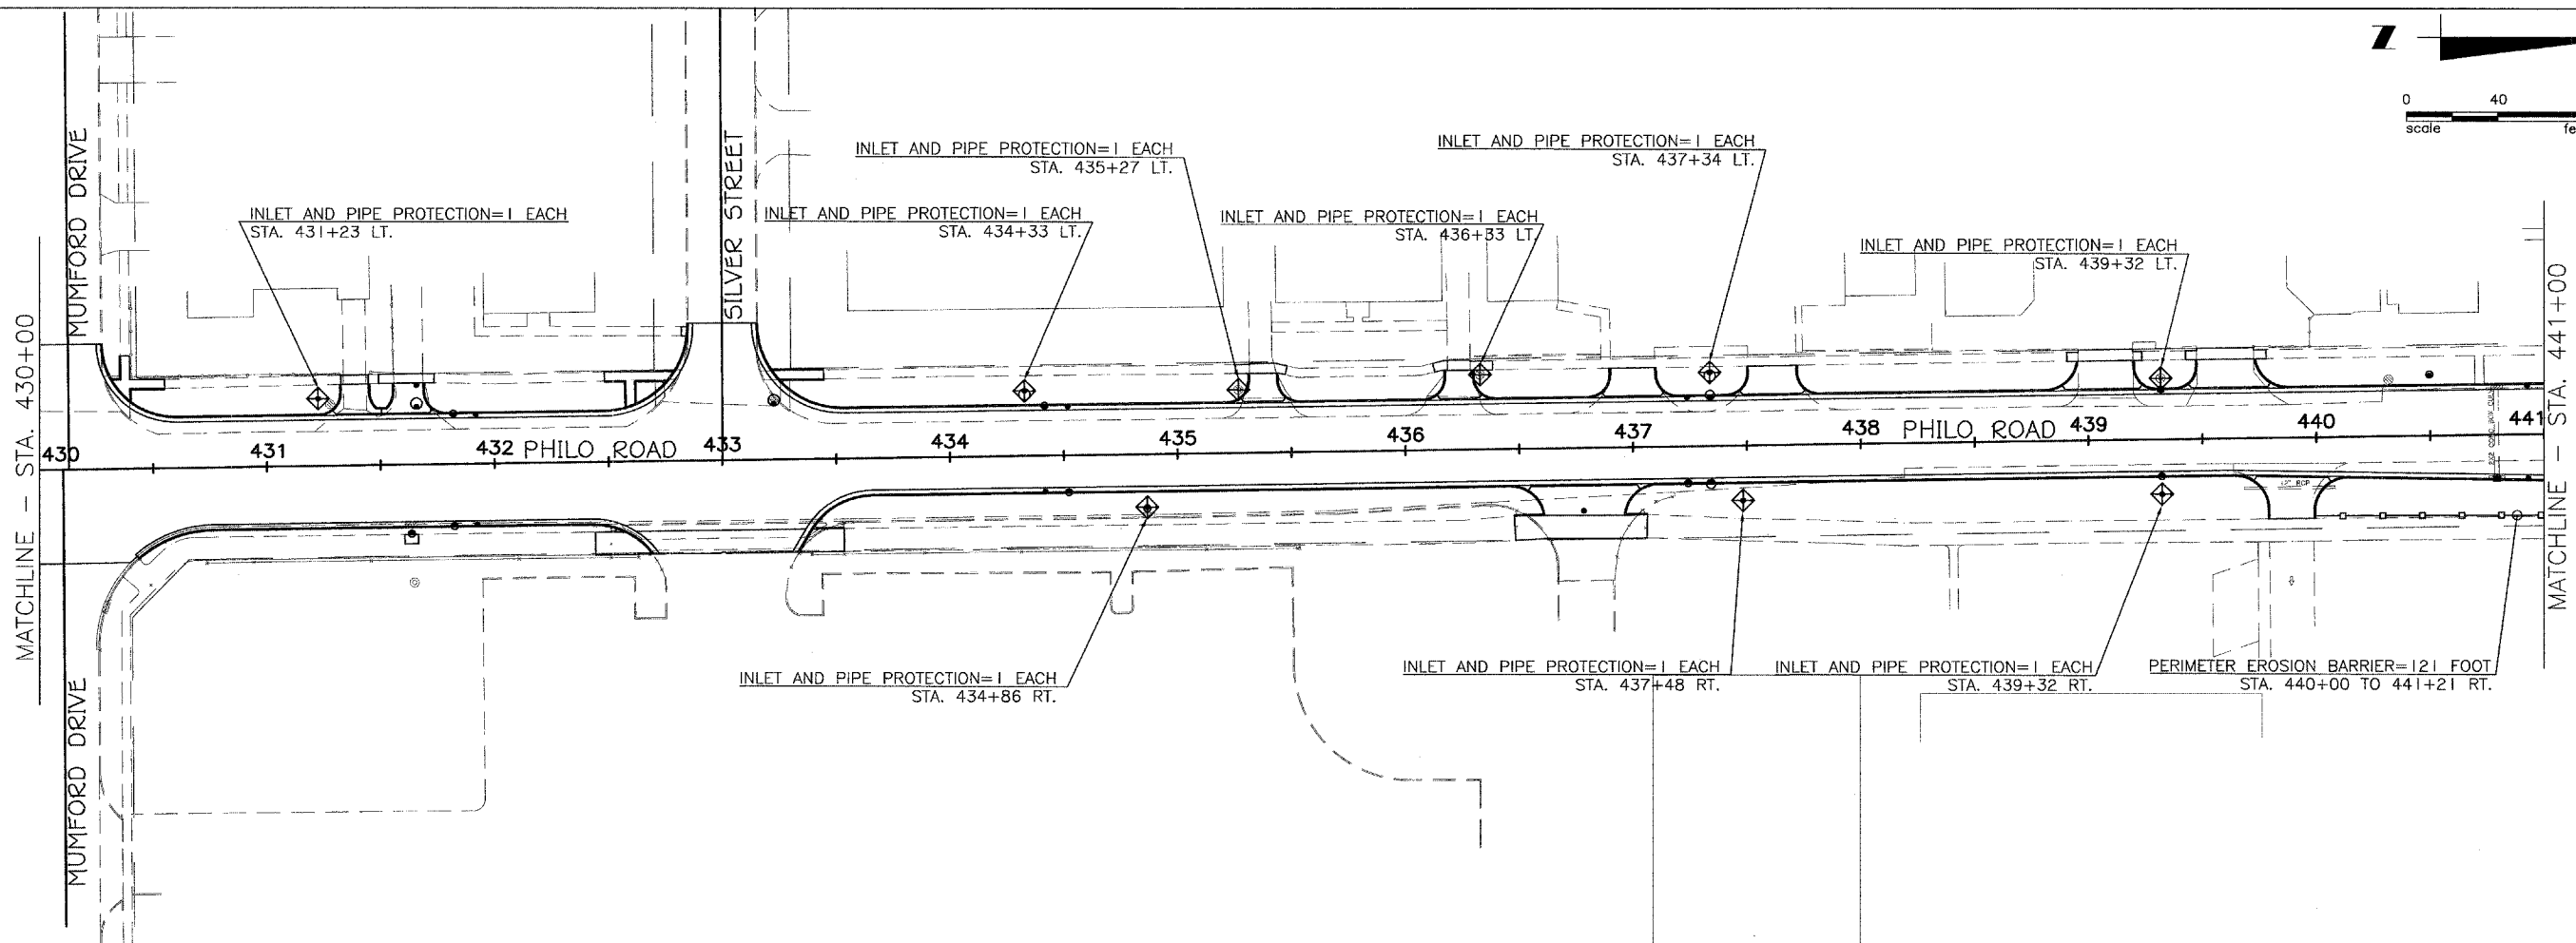 Z
0 40
scale fe
MUMFORD DRIVE
SILVER STREET
INLET AND PIPE PROTECTION=1 EACH
STA. 435+27 LT.
INLET AND PIPE PROTECTION=1 EACH
STA. 437+34 LT.
INLET AND PIPE PROTECTION=1 EACH
STA. 431+23 LT.
INLET AND PIPE PROTECTION=1 EACH
STA. 434+33 LT.
INLET AND PIPE PROTECTION=1 EACH
STA. 436+33 LT.
INLET AND PIPE PROTECTION=1 EACH
STA. 439+32 LT.
MATCHLINE - STA. 430+00
MATCHLINE - STA. 441+00
430 431 432 PHILO ROAD 433 434 435 436 437 438 PHILO ROAD 439 440 441
12" RCP
INLET AND PIPE PROTECTION=1 EACH
STA. 434+86 RT.
INLET AND PIPE PROTECTION=1 EACH
STA. 437+48 RT.
INLET AND PIPE PROTECTION=1 EACH
STA. 439+32 RT.
PERIMETER EROSION BARRIER=121 FOOT
STA. 440+00 TO 441+21 RT.
MUMFORD DRIVE